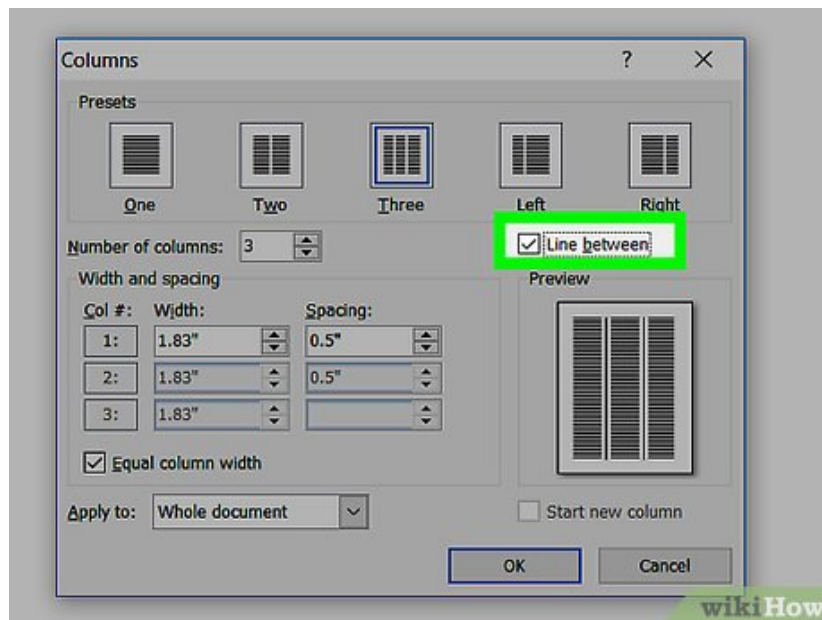 Columns ?
Presets
One Two Three Left Right
Number of columns: 3 Line between
Width and spacing Preview
Col #: Width: Spacing:
1: 1.83" 0.5"
2: 1.83" 0.5"
3: 1.83"
Equal column width
Apply to: Whole document Start new column
OK Cancel
wikiHow